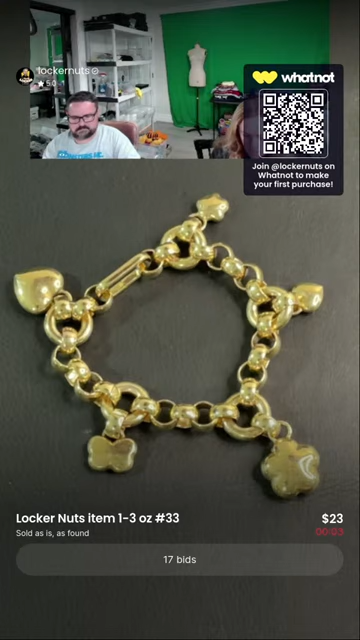 lockernuts
★ 5.0
whatnot
Join @lockernuts on
Whatnot to make
your first purchase!
Locker Nuts item 1-3 oz #33
$23
Sold as is, as found
00:03
17 bids